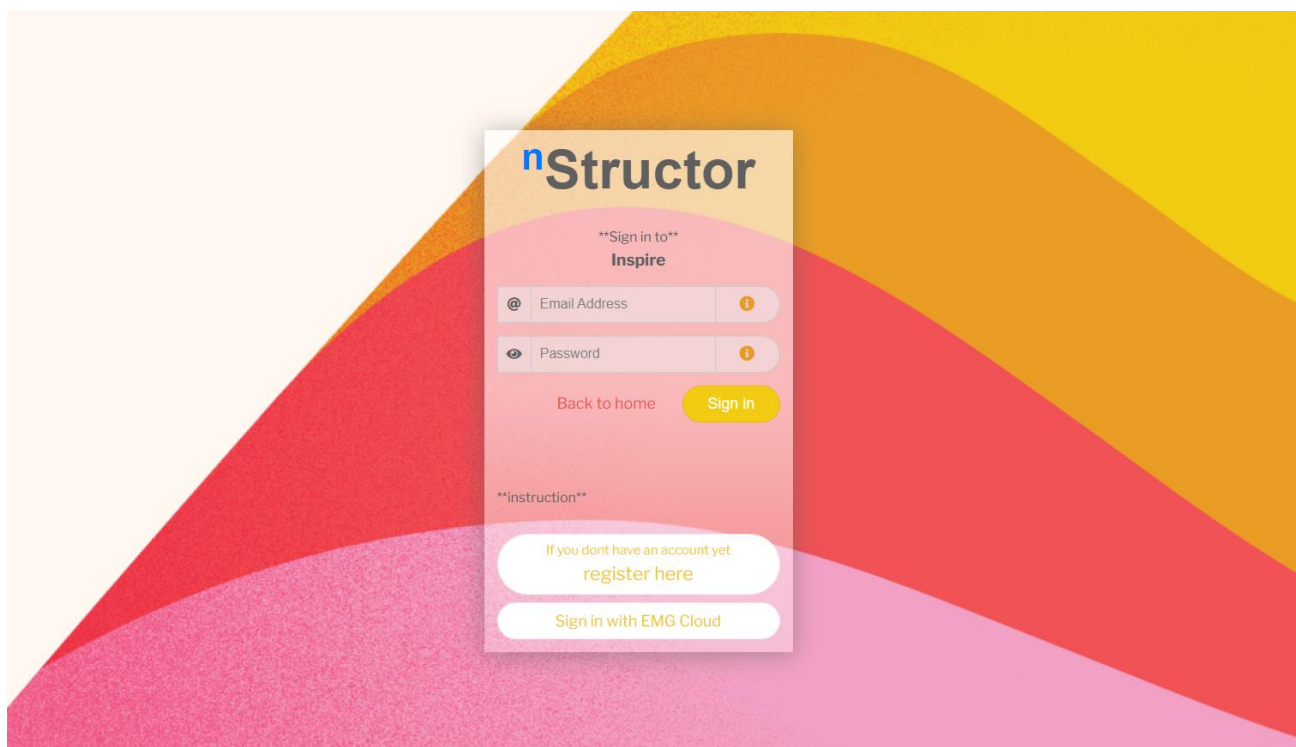 nStructor
**Sign in to**
Inspire
@ Email Address
Password
Back to home Sign in
**instruction**
If you dont have an account yet
register here
Sign in with EMG Cloud